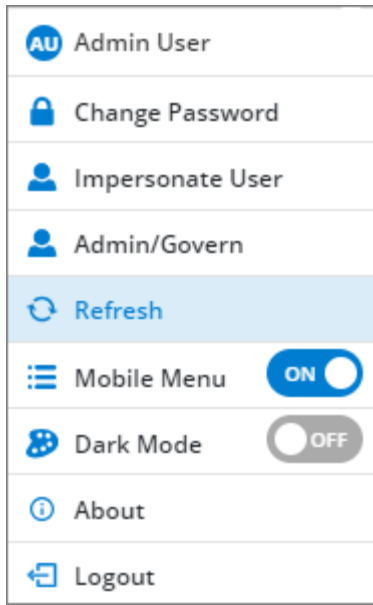 AU Admin User
Change Password
Impersonate User
Admin/Govern
Refresh
Mobile Menu ON
Dark Mode OFF
About
Logout